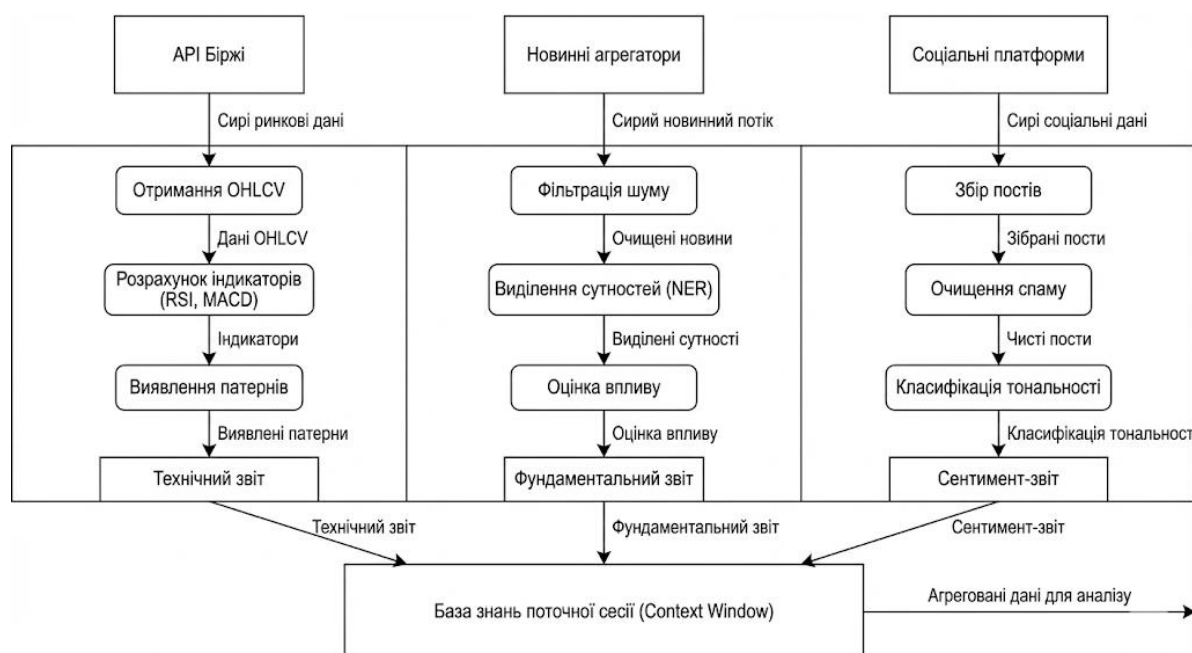 API Біржі
Новинні агрегатори
Соціальні платформи
Сирі ринкові дані
Сирий новинний потік
Сирі соціальні дані
Отримання OHLCV
Фільтрація шуму
Збір постів
Дані OHLCV
Очищені новини
Зібрані пости
Розрахунок індикаторів
(RSI, MACD)
Виділення сутностей (NER)
Очищення спаму
Індикатори
Виділені сутності
Чисті пости
Виявлення патернів
Оцінка впливу
Класифікація тональності
Виявлені патерни
Оцінка впливу
Класифікація тональност
Технічний звіт
Фундаментальний звіт
Сентимент-звіт
Технічний звіт
Фундаментальний звіт
Сентимент-звіт
База знань поточної сесії (Context Window)
Агреговані дані для аналізу